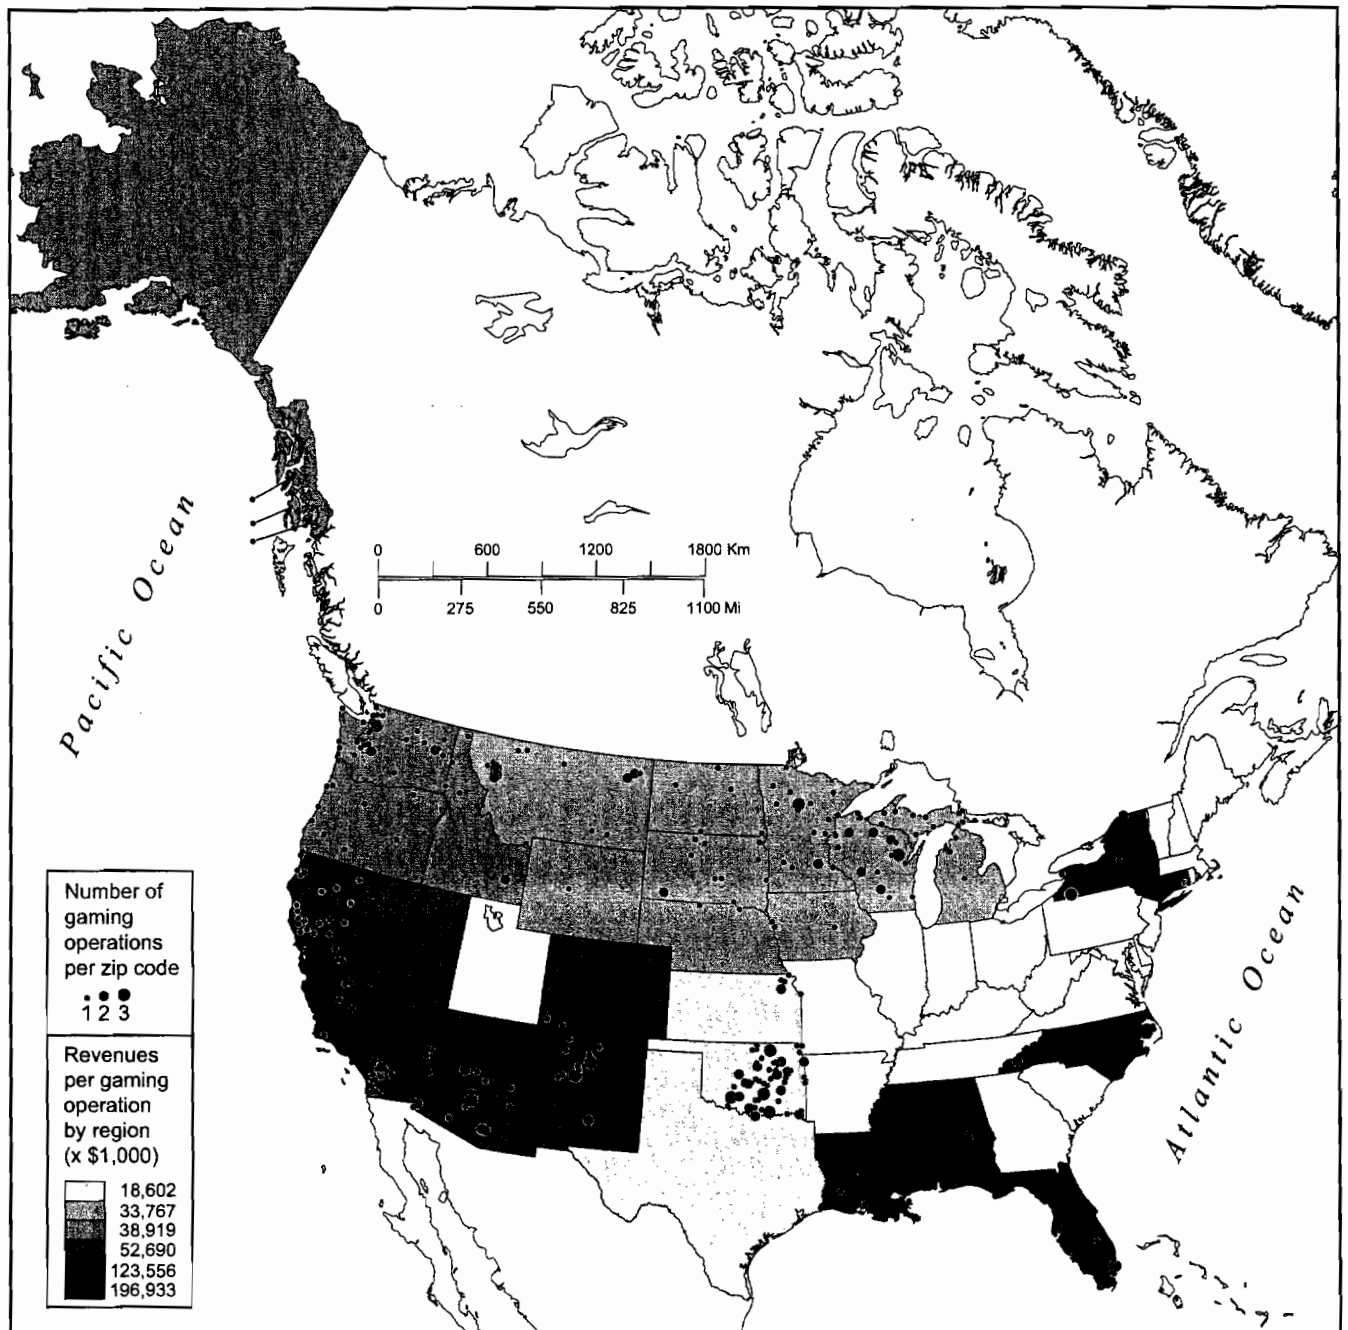 0 600 1200 1800 Km
0 275 550 825 1100 Mi
Pacific Ocean
Atlantic Ocean
Number of
gaming
operations
per zip code
1 2 3
Revenues
per gaming
operation
by region
(x $1,000)
18,602
33,767
38,919
52,690
123,556
196,933